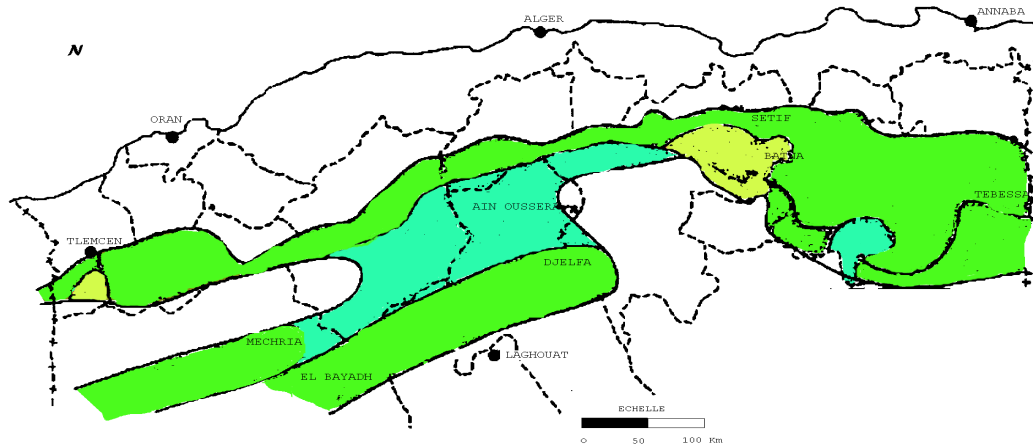 ANNABA
ALGER
N
SETIF
ORAN
BATNA
TEBESSA
AIN OUSSERA
TLEMCEN
DJELFA
MECHRIA
LAGHOUAT
EL BAYADH
ECHELLE
0 50 100 Km